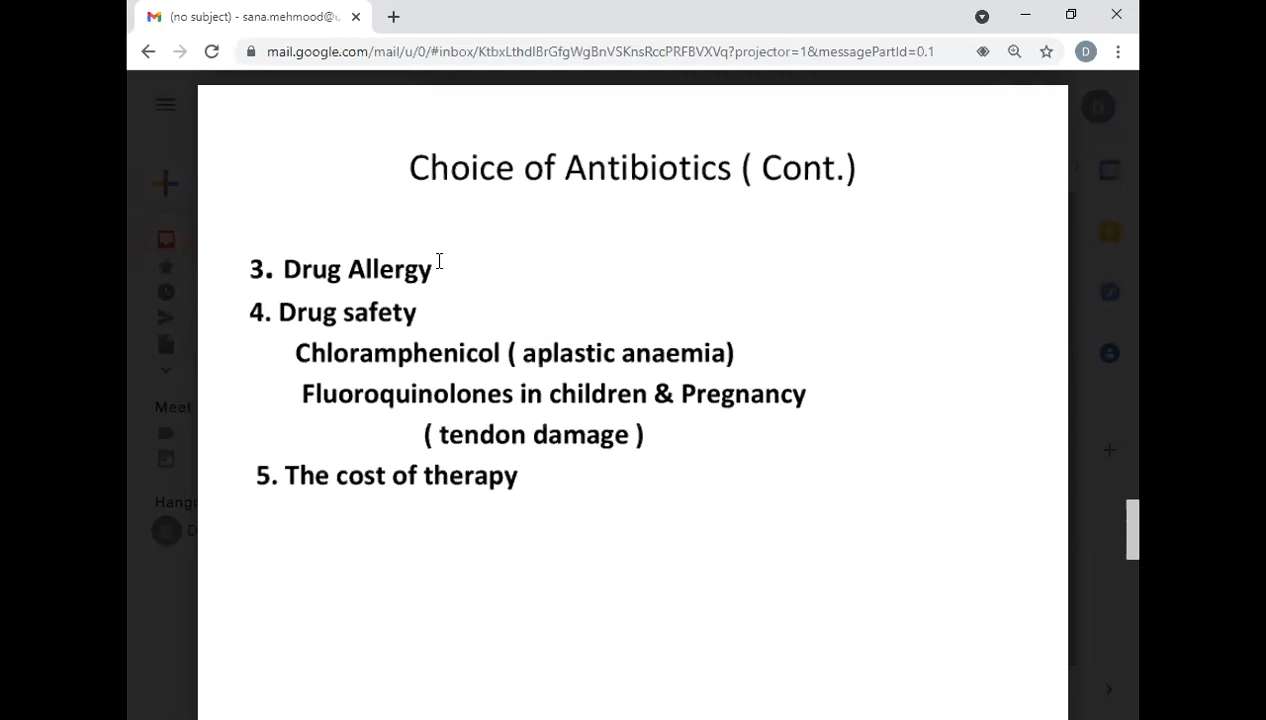 (no subject) - sana.mehmood@u
mail.google.com/mail/u/0/#inbox/KtbxLthdlBrGfgWgBnVSKnsRccPRFBVXVq?projector=1&messagePartId=0.1
D
Choice of Antibiotics ( Cont.)
3. Drug Allergy
4. Drug safety
Chloramphenicol ( aplastic anaemia)
Fluoroquinolones in children & Pregnancy
( tendon damage )
5. The cost of therapy
Meet
Hango
D